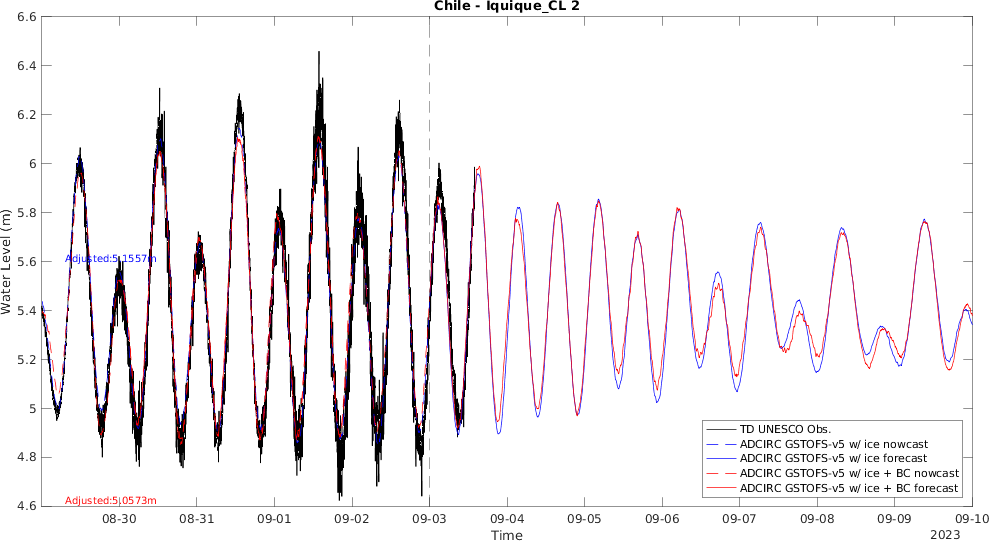 Chile - Iquique_CL 2
6.6
6.4
6.2
6
5.8
5.6
5.4
5.2
5
4.8
4.6
Water Level (m)
Adjusted:5.1557m
Adjusted:5.0573m
TD UNESCO Obs.
ADCIRC GSTOFS-v5 w/ ice nowcast
ADCIRC GSTOFS-v5 w/ ice forecast
ADCIRC GSTOFS-v5 w/ ice + BC nowcast
ADCIRC GSTOFS-v5 w/ ice + BC forecast
08-30 08-31 09-01 09-02 09-03 09-04 09-05 09-06 09-07 09-08 09-09 09-10
Time
2023